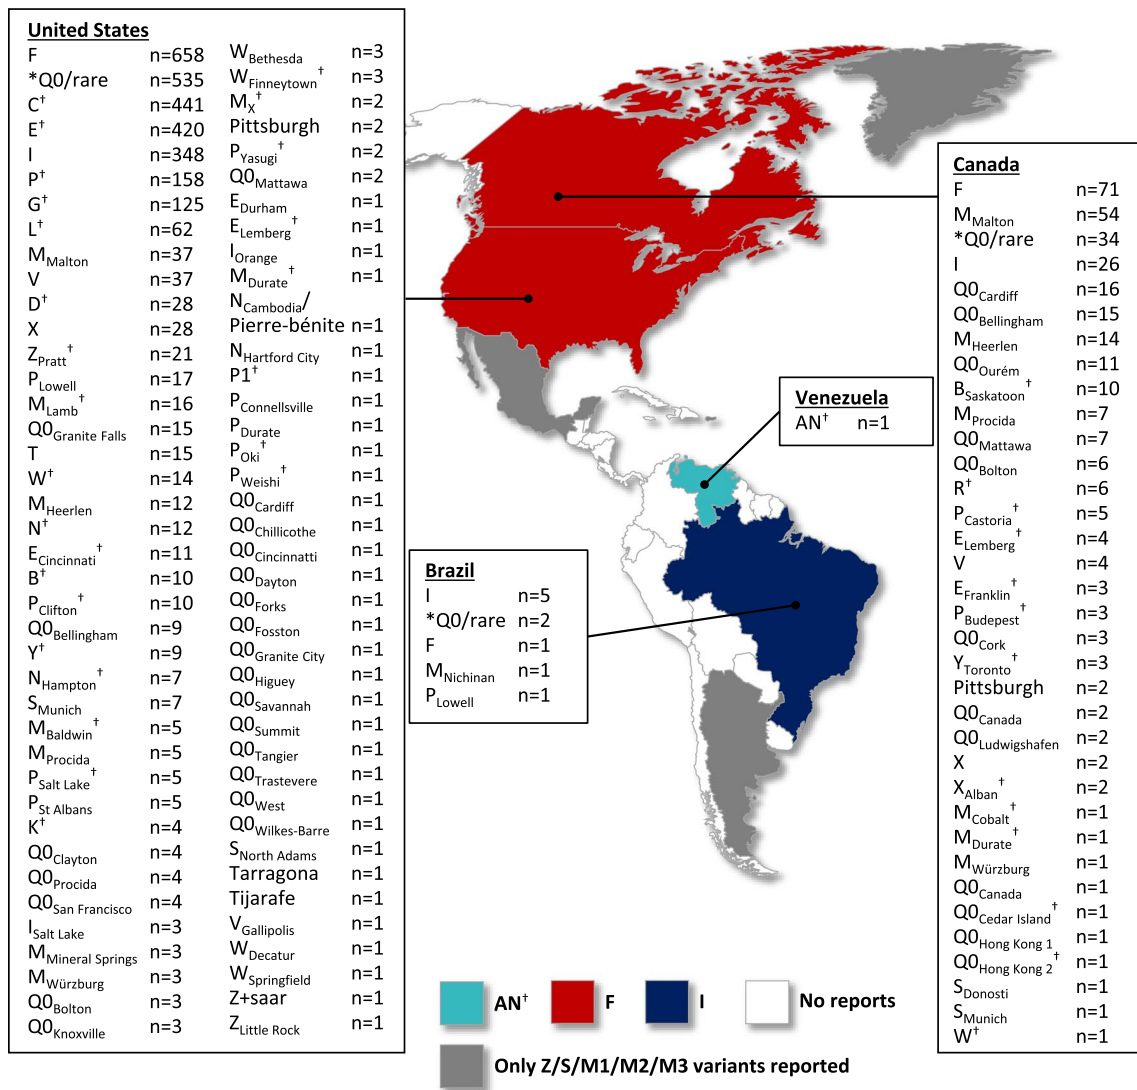 United States
F n=658
*Q0/rare n=535
C† n=441
E† n=420
I n=348
P† n=158
G† n=125
L† n=62
MMalton n=37
V n=37
D† n=28
X n=28
ZPratt† n=21
PLowell n=17
MLamb† n=16
Q0Granite Falls n=15
T n=15
W† n=14
MHeerlen n=12
N† n=12
ECincinnati† n=11
B† n=10
PClifton† n=10
Q0Bellingham n=9
Y† n=9
NHampton† n=7
SMunich n=7
MBaldwin† n=5
MProcida n=5
PSalt Lake† n=5
PSt Albans n=5
K† n=4
Q0Clayton n=4
Q0Procida n=4
Q0San Francisco n=4
ISalt Lake n=3
MMineral Springs n=3
MWürzburg n=3
Q0Bolton n=3
Q0Knoxville n=3
WBethesda n=3
WFinneytown† n=3
MX† n=2
Pittsburgh n=2
PYasugi† n=2
Q0Mattawa n=2
EDurham n=1
ELemberg† n=1
IOrange n=1
MDurate† n=1
NCambodia/
Pierre-bénite n=1
NHartford City n=1
P1† n=1
PConnellsville n=1
PDurate n=1
POki† n=1
PWeishi† n=1
Q0Cardiff n=1
Q0Chillicothe n=1
Q0Cincinnatti n=1
Q0Dayton n=1
Q0Forks n=1
Q0Fosston n=1
Q0Granite City n=1
Q0Higuey n=1
Q0Savannah n=1
Q0Summit n=1
Q0Tangier n=1
Q0Trastevere n=1
Q0West n=1
Q0Wilkes-Barre n=1
SNorth Adams n=1
Tarragona n=1
Tijarafe n=1
VGallipolis n=1
WDecatur n=1
WSpringfield n=1
Z+saar n=1
ZLittle Rock n=1
Canada
F n=71
MMalton n=54
*Q0/rare n=34
I n=26
Q0Cardiff n=16
Q0Bellingham n=15
MHeerlen n=14
Q0Ourém n=11
BSaskatoon† n=10
MProcida n=7
Q0Mattawa n=7
Q0Bolton n=6
R† n=6
PCastoria† n=5
ELemberg† n=4
V n=4
EFranklin† n=3
PBudepest† n=3
Q0Cork n=3
YToronto† n=3
Pittsburgh n=2
Q0Canada n=2
Q0Ludwigshafen n=2
X n=2
XAlban† n=2
MCobalt† n=1
MDurate† n=1
MWürzburg n=1
Q0Canada n=1
Q0Cedar Island† n=1
Q0Hong Kong 1 n=1
Q0Hong Kong 2† n=1
SDonosti n=1
SMunich n=1
W† n=1
Venezuela
AN† n=1
Brazil
I n=5
*Q0/rare n=2
F n=1
MNichinan n=1
PLowell n=1
AN†
F
I
No reports
Only Z/S/M1/M2/M3 variants reported